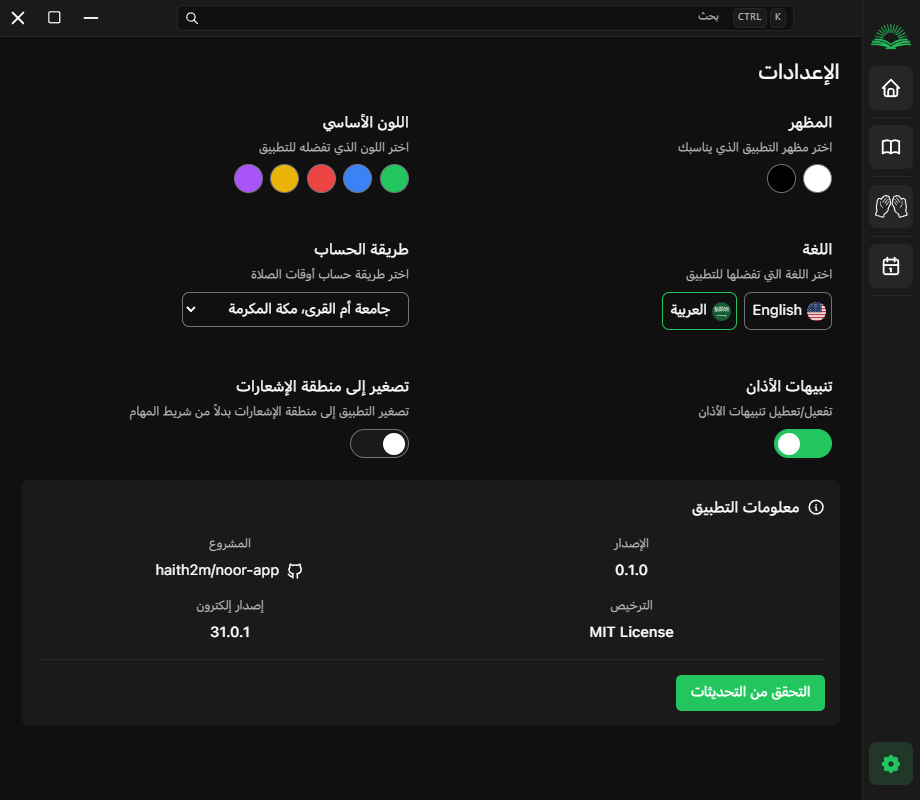 بحث
CTRL K
الإعدادات
المظهر
اختر مظهر التطبيق الذي يناسبك
اللون الأساسي
اختر اللون الذي تفضله للتطبيق
اللغة
اختر اللغة التي تفضلها للتطبيق
English
العربية
طريقة الحساب
اختر طريقة حساب أوقات الصلاة
جامعة أم القرى، مكة المكرمة
تنبيهات الأذان
تفعيل/تعطيل تنبيهات الأذان
تصغير إلى منطقة الإشعارات
تصغير التطبيق إلى منطقة الإشعارات بدلاً من شريط المهام
معلومات التطبيق
الإصدار
0.1.0
المشروع
haith2m/noor-app
الترخيص
MIT License
إصدار إلكترون
31.0.1
التحقق من التحديثات